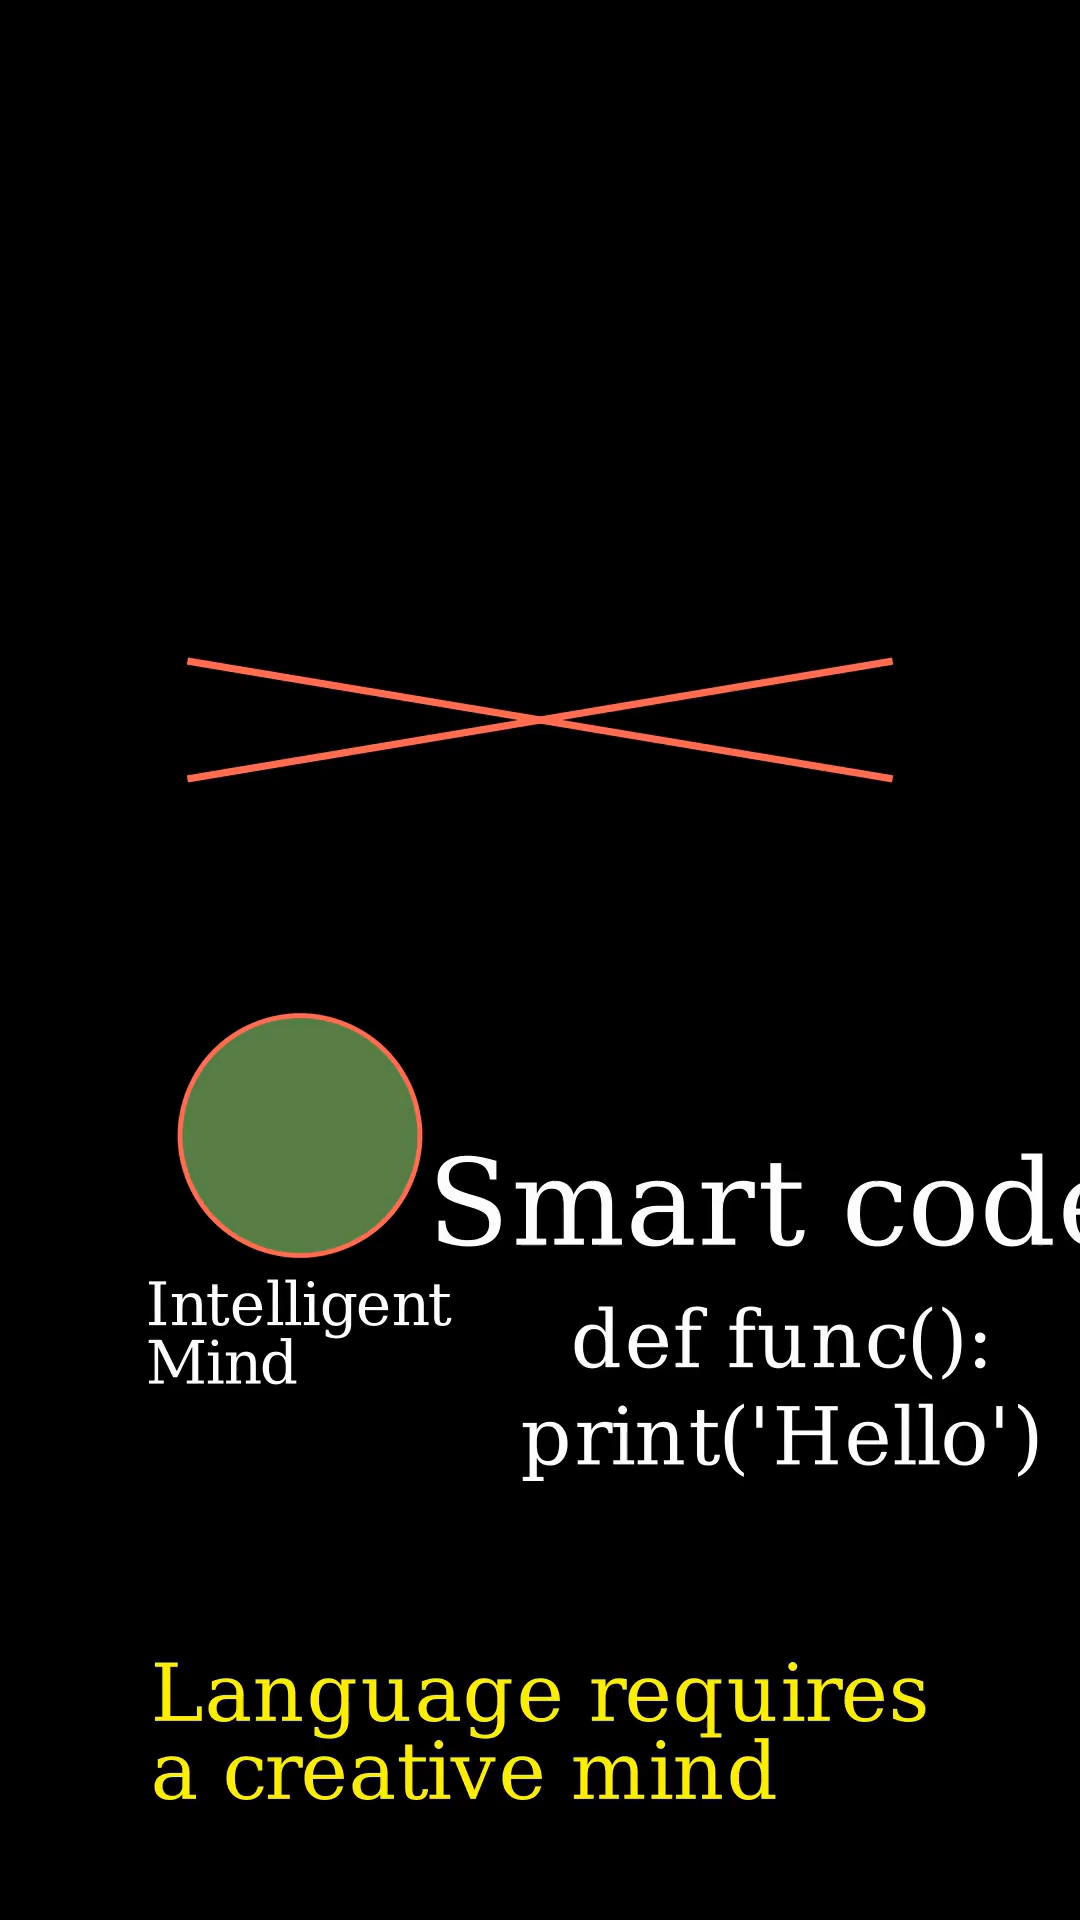 Smart code
Intelligent
Mind
def func():
print('Hello')
Language requires
a creative mind